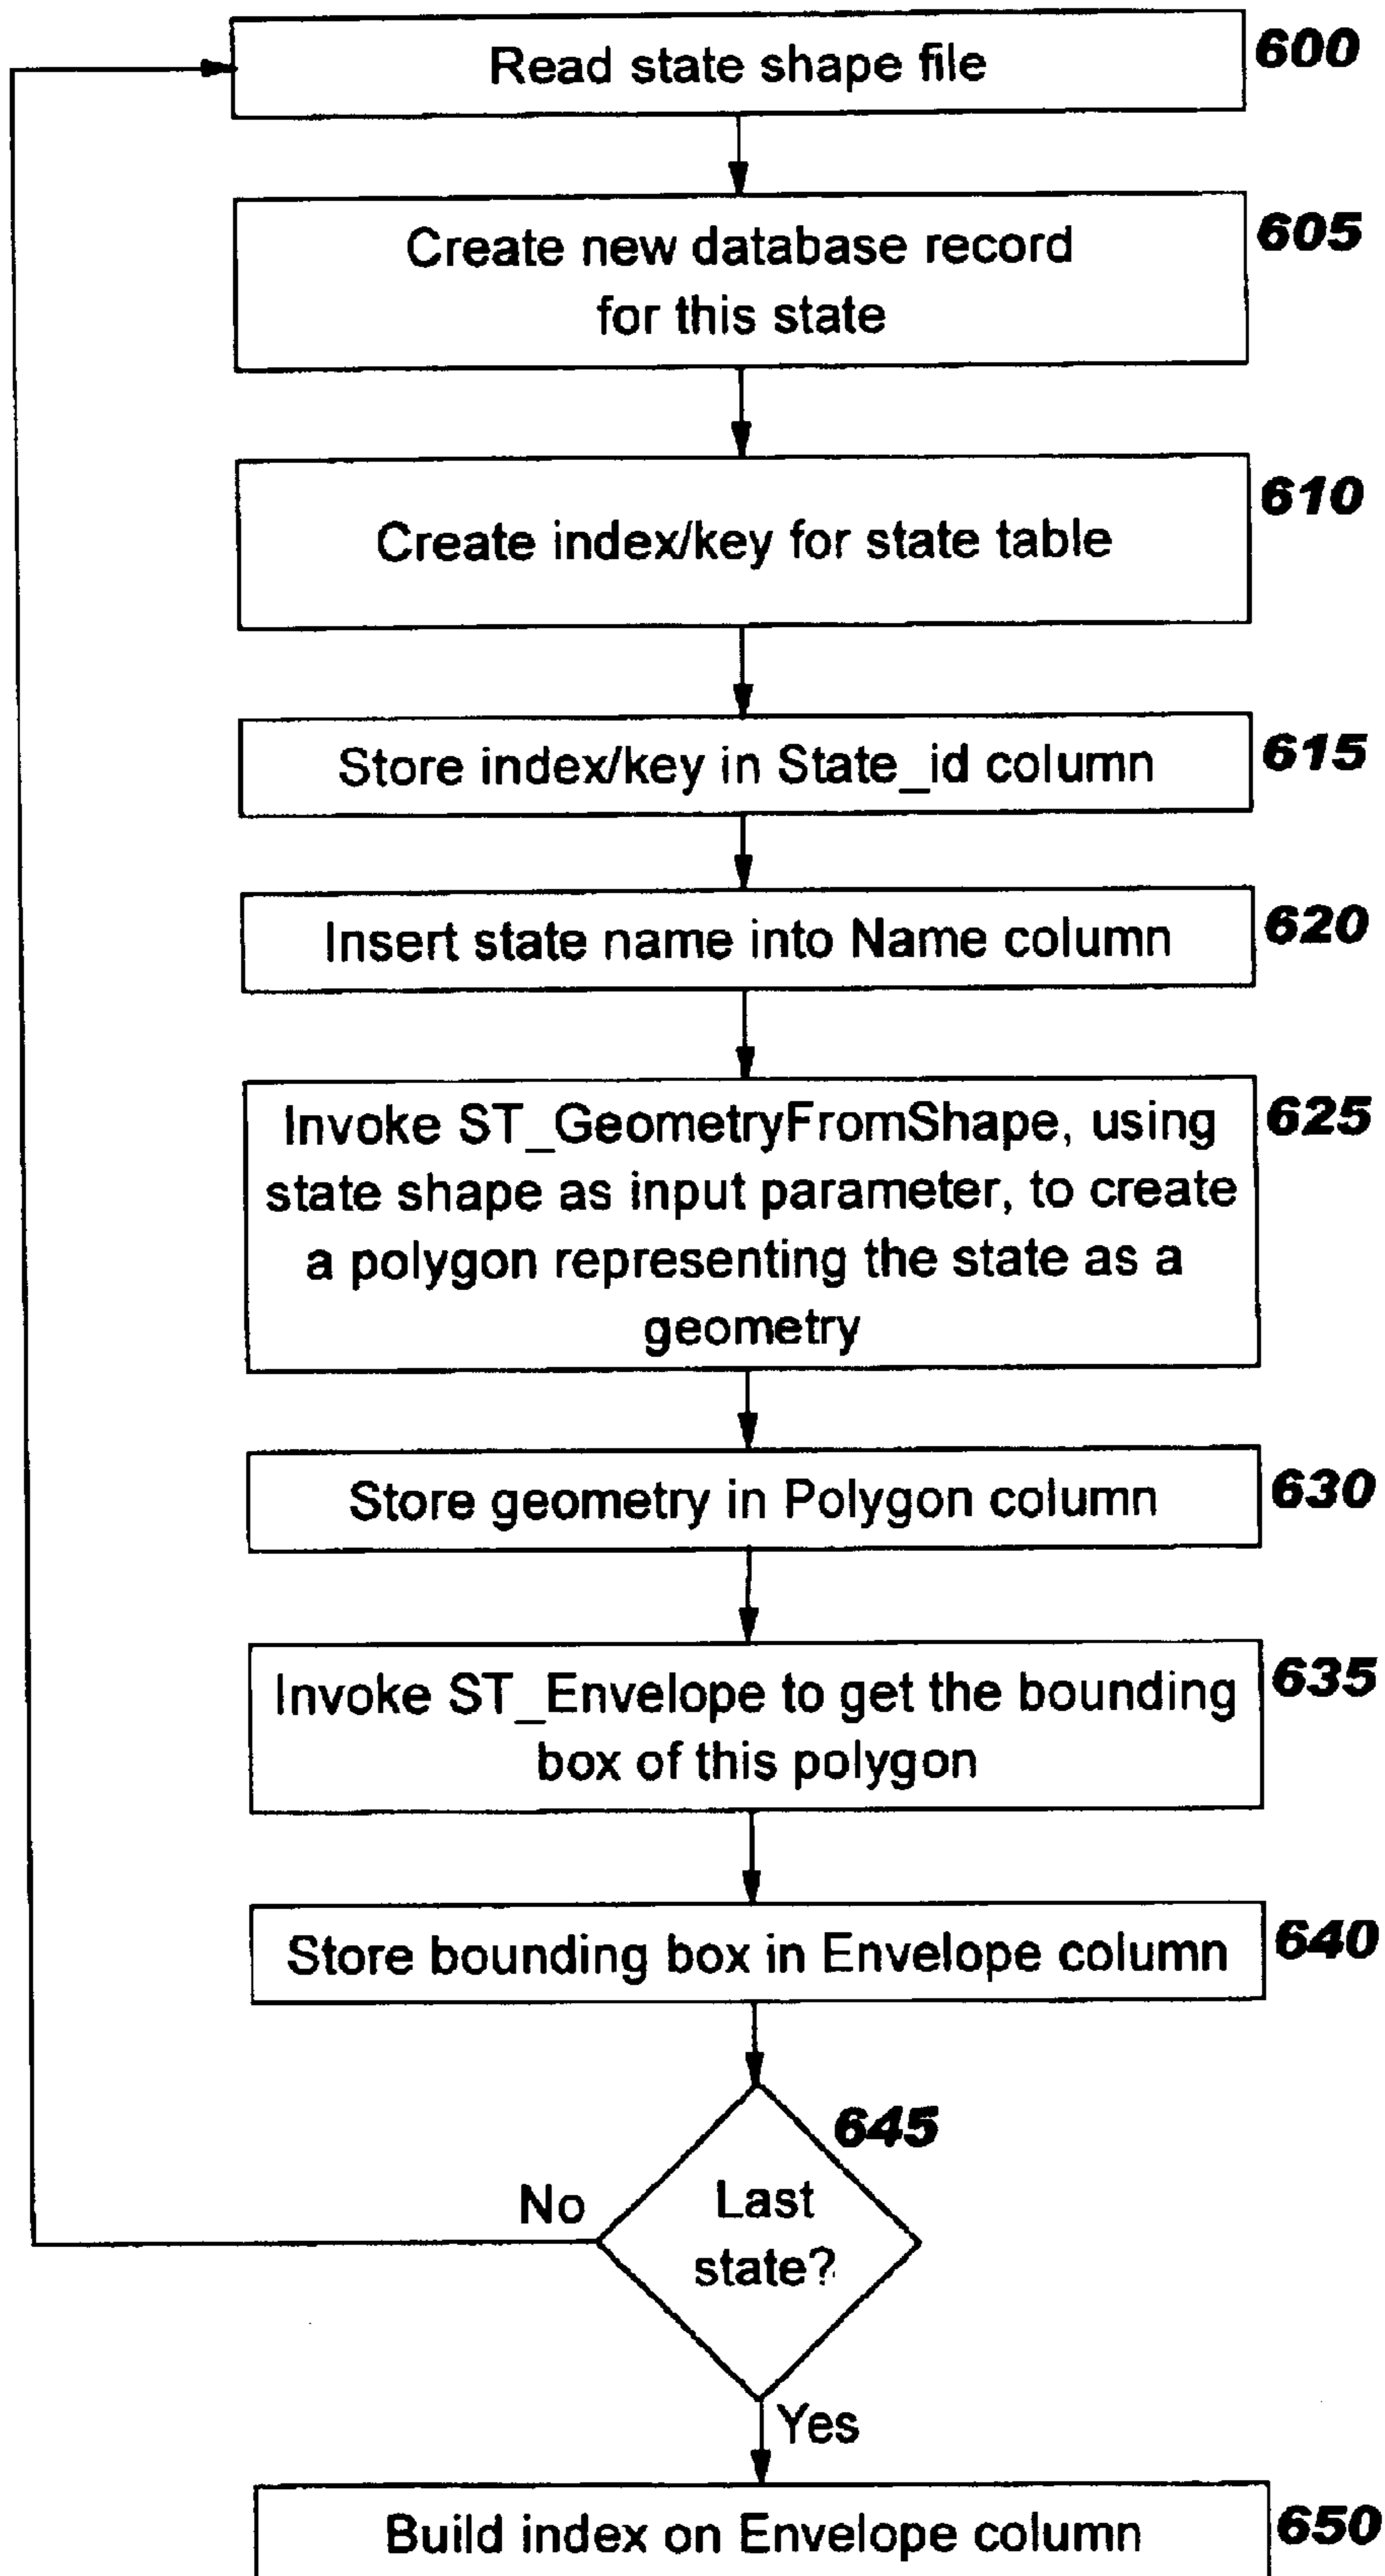 Read state shape file
600
Create new database record
for this state
605
Create index/key for state table
610
Store index/key in State_id column
615
Insert state name into Name column
620
Invoke ST_GeometryFromShape, using
state shape as input parameter, to create
a polygon representing the state as a
geometry
625
Store geometry in Polygon column
630
Invoke ST_Envelope to get the bounding
box of this polygon
635
Store bounding box in Envelope column
640
645
Last
state?
No
Yes
Build index on Envelope column
650